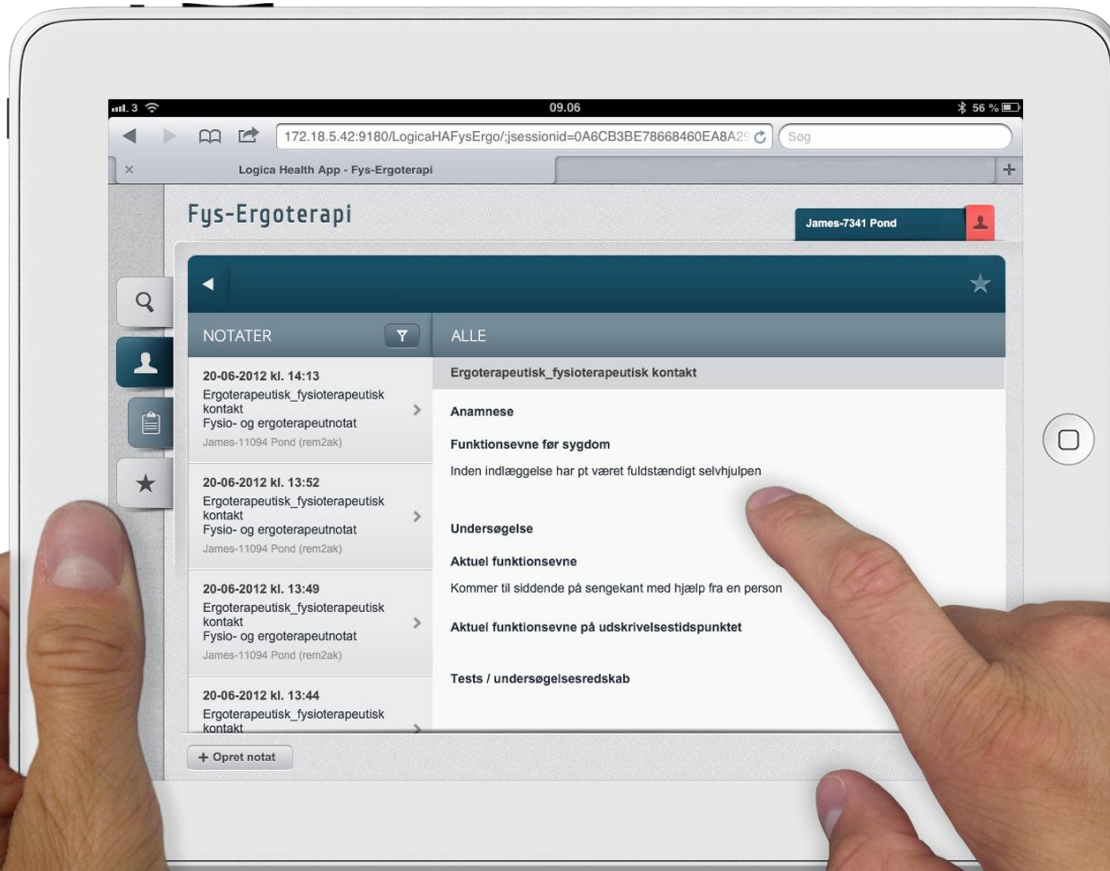 3
09.06
56 %
172.18.5.42:9180/LogicaHAFysErgo/;jsessionid=0A6CB3BE78668460EA8A29
Søg
Logica Health App - Fys-Ergoterapi
Fys-Ergoterapi
James-7341 Pond
NOTATER
ALLE
20-06-2012 kl. 14:13
Ergoterapeutisk_fysioterapeutisk
kontakt
Fysio- og ergoterapeutnotat
James-11094 Pond (rem2ak)
20-06-2012 kl. 13:52
Ergoterapeutisk_fysioterapeutisk
kontakt
Fysio- og ergoterapeutnotat
James-11094 Pond (rem2ak)
20-06-2012 kl. 13:49
Ergoterapeutisk_fysioterapeutisk
kontakt
Fysio- og ergoterapeutnotat
James-11094 Pond (rem2ak)
20-06-2012 kl. 13:44
Ergoterapeutisk_fysioterapeutisk
kontakt
Ergoterapeutisk_fysioterapeutisk kontakt
Anamnese
Funktionsevne før sygdom
Inden indlæggelse har pt været fuldstændigt selvhjulpen
Undersøgelse
Aktuel funktionsevne
Kommer til siddende på sengekant med hjælp fra en person
Aktuel funktionsevne på udskrivelsestidspunktet
Tests / undersøgelsesredskab
+ Opret notat